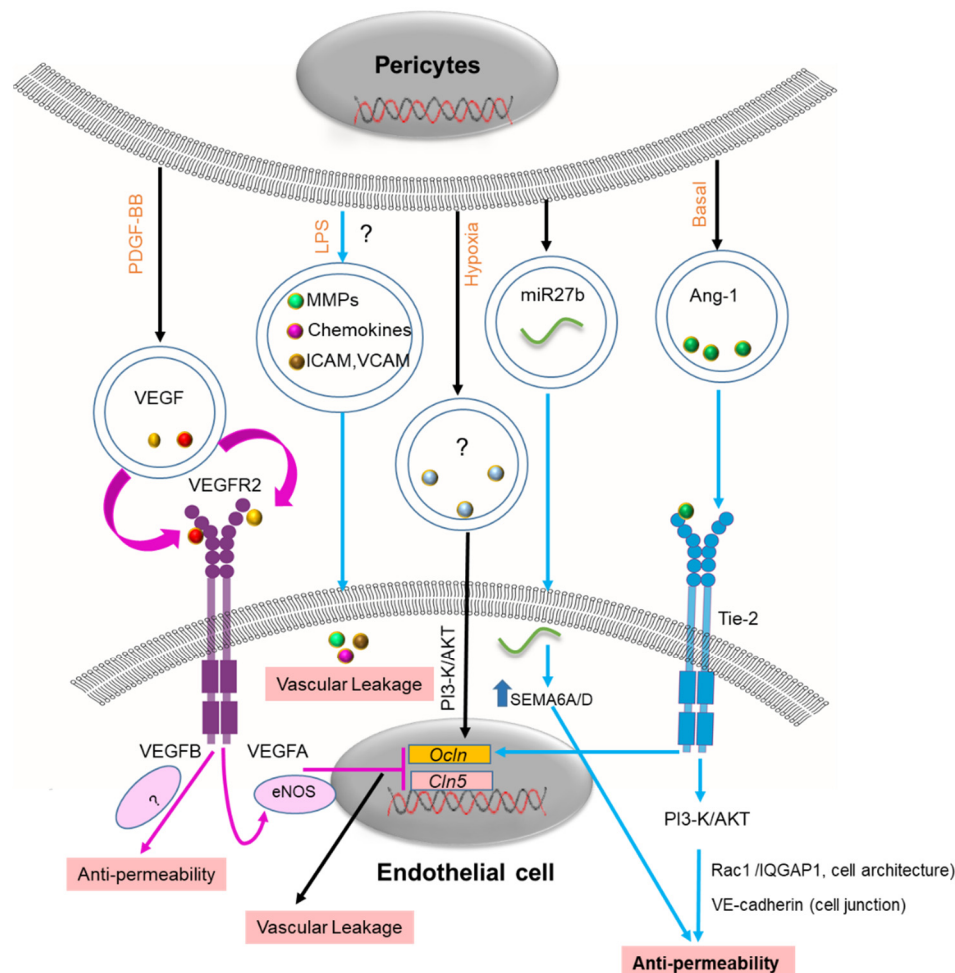 Pericytes
PDGF-BB
LPS
?
Hypoxia
Basal
MMPs
Chemokines
ICAM,VCAM
miR27b
Ang-1
VEGF
?
VEGFR2
Tie-2
PI3-K/AKT
Vascular Leakage
SEMA6A/D
VEGFB
VEGFA
Ocln
Cln5
eNOS
?
PI3-K/AKT
Anti-permeability
Endothelial cell
Rac1 /IQGAP1, cell architecture)
VE-cadherin (cell junction)
Vascular Leakage
Anti-permeability